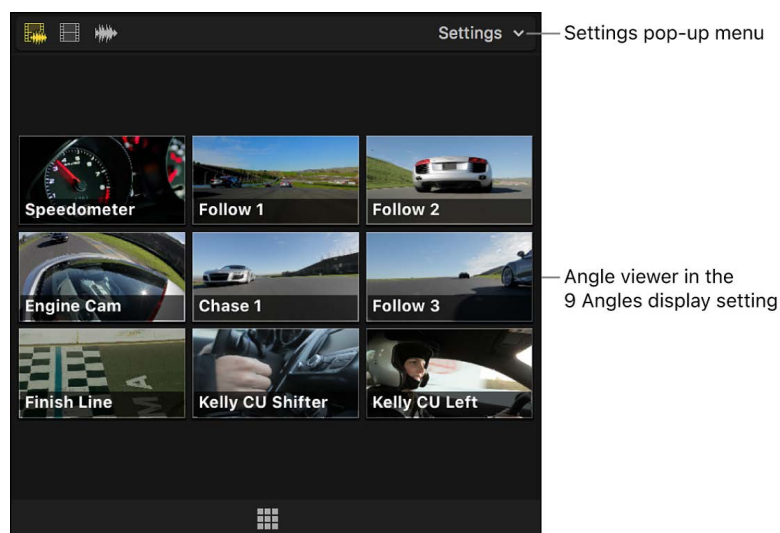 Settings
Settings pop-up menu
Speedometer
Follow 1
Follow 2
Engine Cam
Chase 1
Follow 3
Angle viewer in the
9 Angles display setting
Finish Line
Kelly CU Shifter
Kelly CU Left